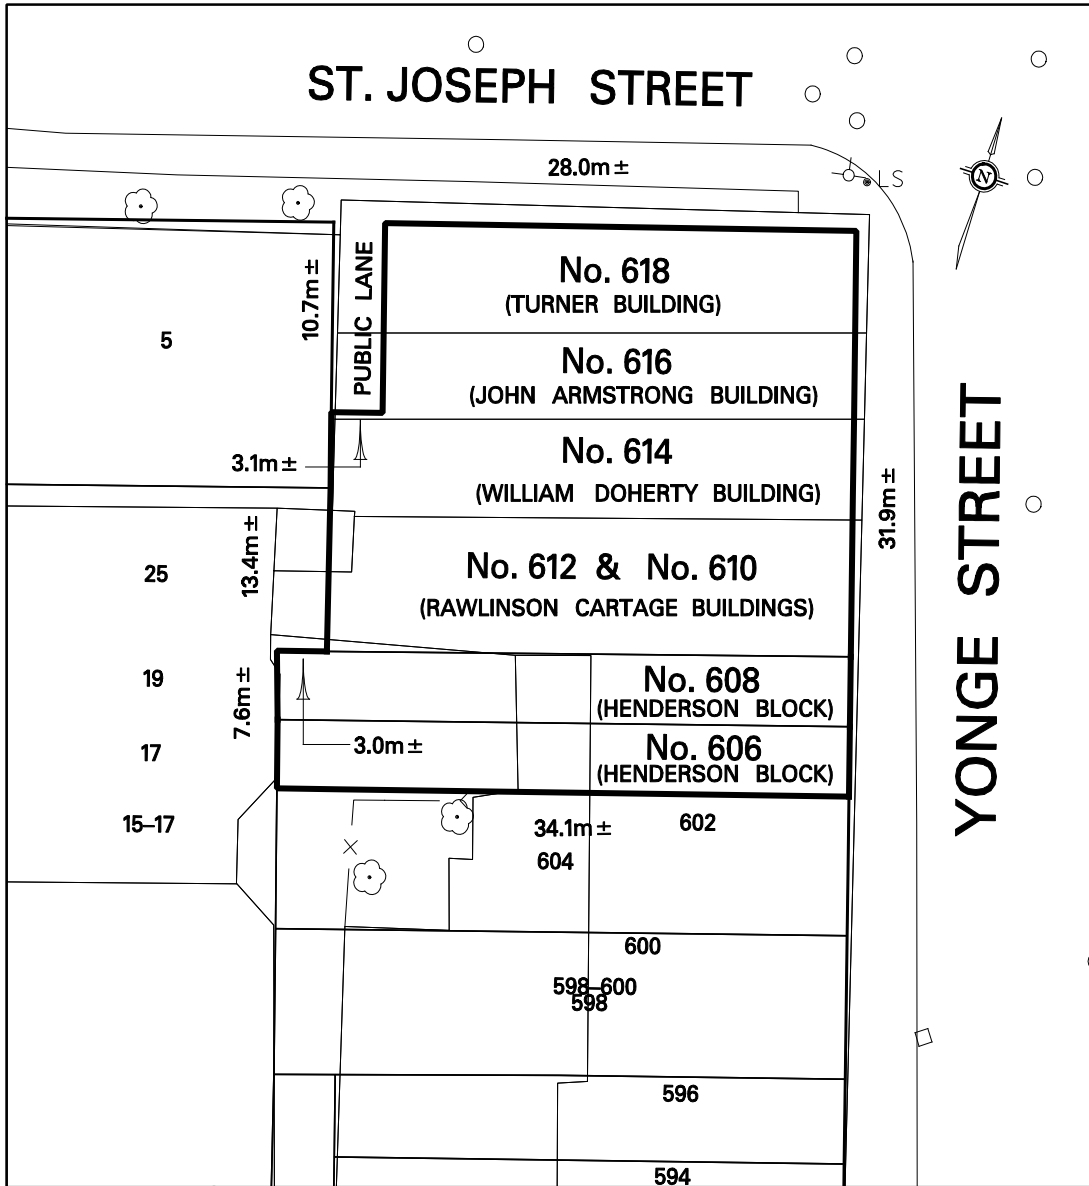 ST. JOSEPH STREET
28.0m ±
LS
N
No. 618
(TURNER BUILDING)
PUBLIC LANE
10.7m ±
5
No. 616
(JOHN ARMSTRONG BUILDING)
No. 614
(WILLIAM DOHERTY BUILDING)
3.1m ±
31.9m ±
YONGE STREET
13.4m ±
25
No. 612 & No. 610
(RAWLINSON CARTAGE BUILDINGS)
19
7.6m ±
No. 608
(HENDERSON BLOCK)
17
3.0m ±
No. 606
(HENDERSON BLOCK)
15–17
34.1m ±
602
604
600
598–600
598
596
594